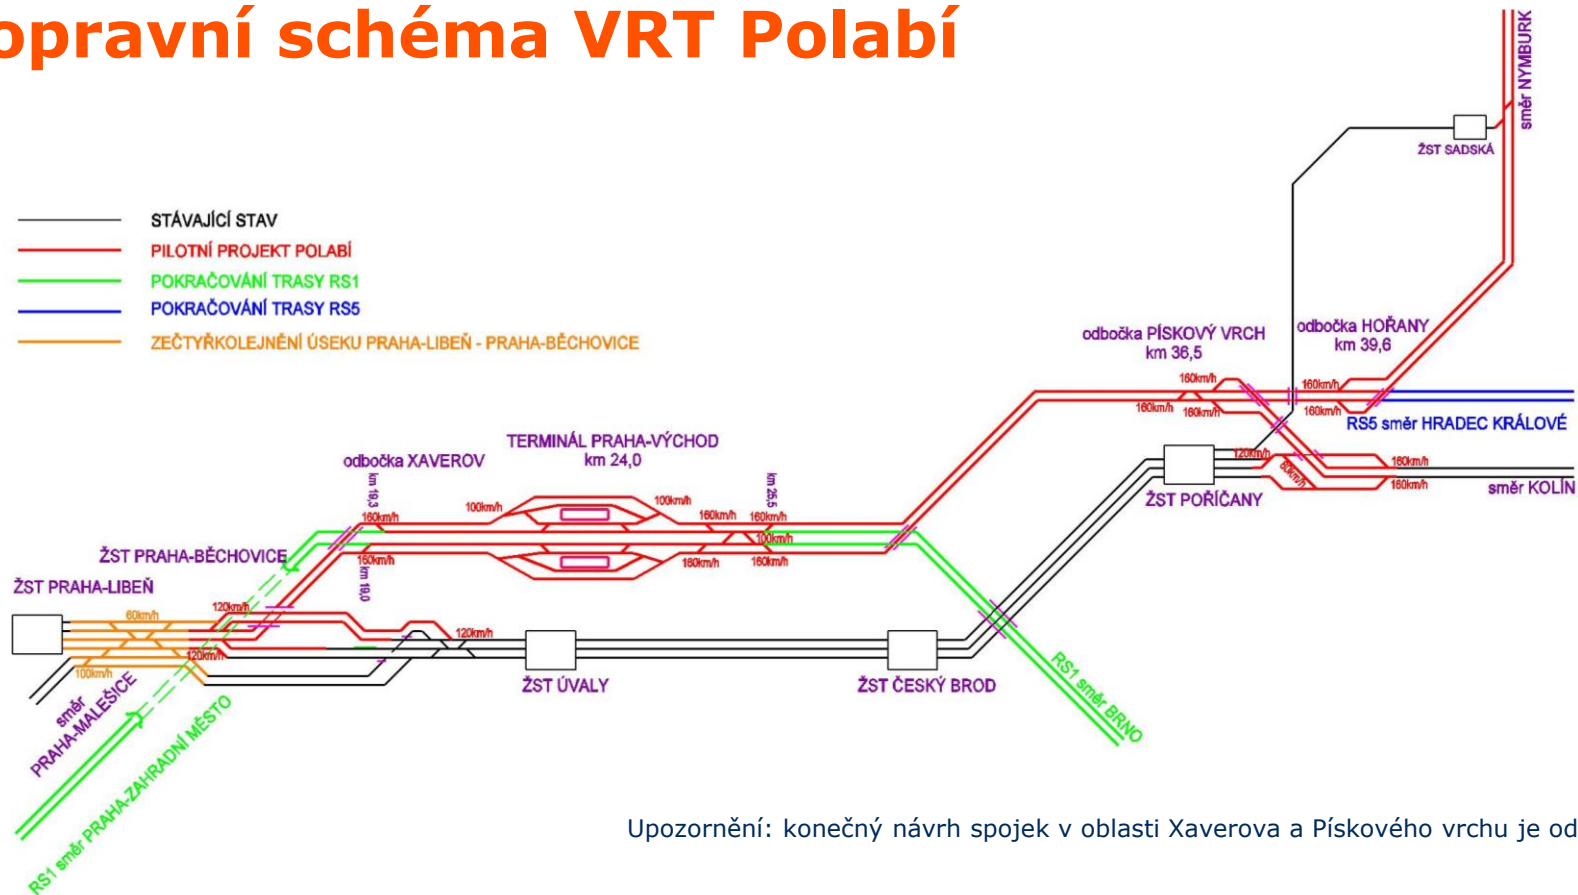 opravní schéma VRT Polabí
směr NYMBURK
ŽST SADSKÁ
STÁVAJÍCÍ STAV
PILOTNÍ PROJEKT POLABÍ
POKRAČOVÁNÍ TRASY RS1
POKRAČOVÁNÍ TRASY RS5
ZEČTYŘKOLEJNĚNÍ ÚSEKU PRAHA-LIBEŇ - PRAHA-BĚCHOVICE
odbočka PÍSKOVÝ VRCH
km 36,5
odbočka HOŘANY
km 39,6
160km/h
160km/h
160km/h
160km/h
160km/h
RS5 směr HRADEC KRÁLOVÉ
TERMINÁL PRAHA-VÝCHOD
km 24,0
odbočka XAVEROV
km 19,3
km 25,5
120km/h
60km/h
160km/h
160km/h
ŽST POŘÍČANY
směr KOLÍN
100km/h
100km/h
160km/h
160km/h
160km/h
100km/h
160km/h
160km/h
160km/h
km 19,0
ŽST PRAHA-BĚCHOVICE
ŽST PRAHA-LIBEŇ
60km/h
120km/h
120km/h
120km/h
100km/h
směr
PRAHA-MALEŠICE
ŽST ÚVALY
ŽST ČESKÝ BROD
RS1 směr BRNO
RS1 směr PRAHA-ZAHRADNÍ MĚSTO
Upozornění: konečný návrh spojek v oblasti Xaverova a Pískového vrchu je od